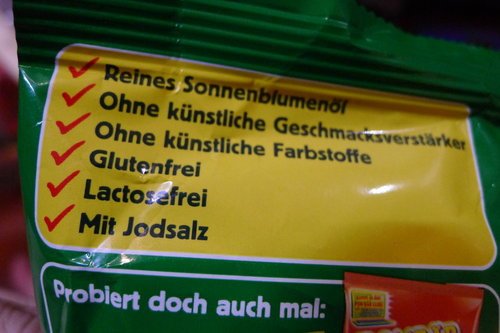 Reines Sonnenblumenöl
Ohne künstliche Geschmacksverstärker
Ohne künstliche Farbstoffe
Glutenfrei
Lactosefrei
Mit Jodsalz
Probiert doch auch mal: